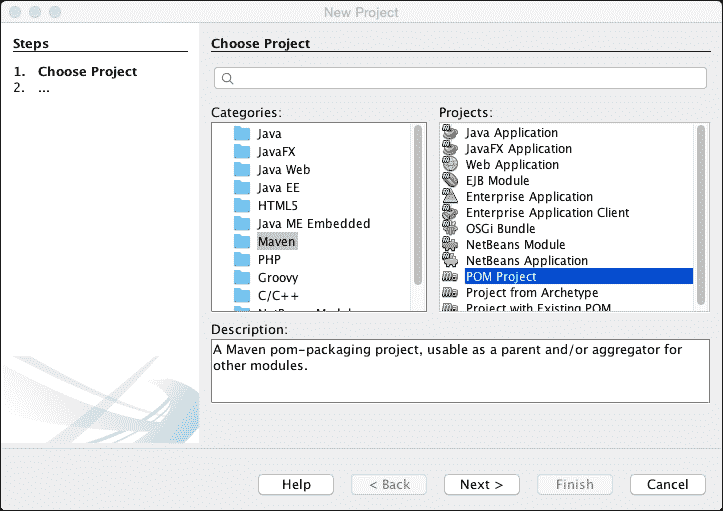 New Project
Steps
1. Choose Project
2. ...
Choose Project
Categories:
Java
JavaFX
Java Web
Java EE
HTML5
Java ME Embedded
Maven
PHP
Groovy
C/C++
Projects:
Java Application
JavaFX Application
Web Application
EJB Module
Enterprise Application
Enterprise Application Client
OSGi Bundle
NetBeans Module
NetBeans Application
POM Project
Project from Archetype
Project with Existing POM
Description:
A Maven pom-packaging project, usable as a parent and/or aggregator for
other modules.
Help
< Back
Next >
Finish
Cancel